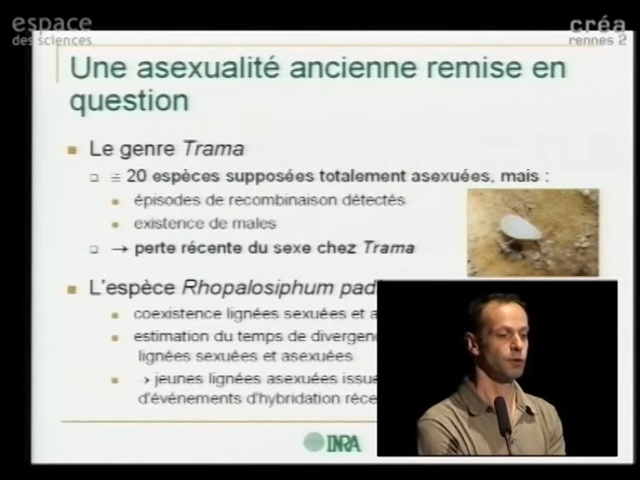 espace
des sciences
créa
rennes 2
Une asexualité ancienne remise en
question
Le genre Trama
≅ 20 espèces supposées totalement asexuées, mais :
épisodes de recombinaison détectés
existence de males
→ perte récente du sexe chez Trama
L'espèce Rhopalosiphum padi
coexistence lignées sexuées et a
estimation du temps de divergenc
lignées sexuées et asexuées
→ jeunes lignées asexuées issue
d'événements d'hybridation réce
INRA